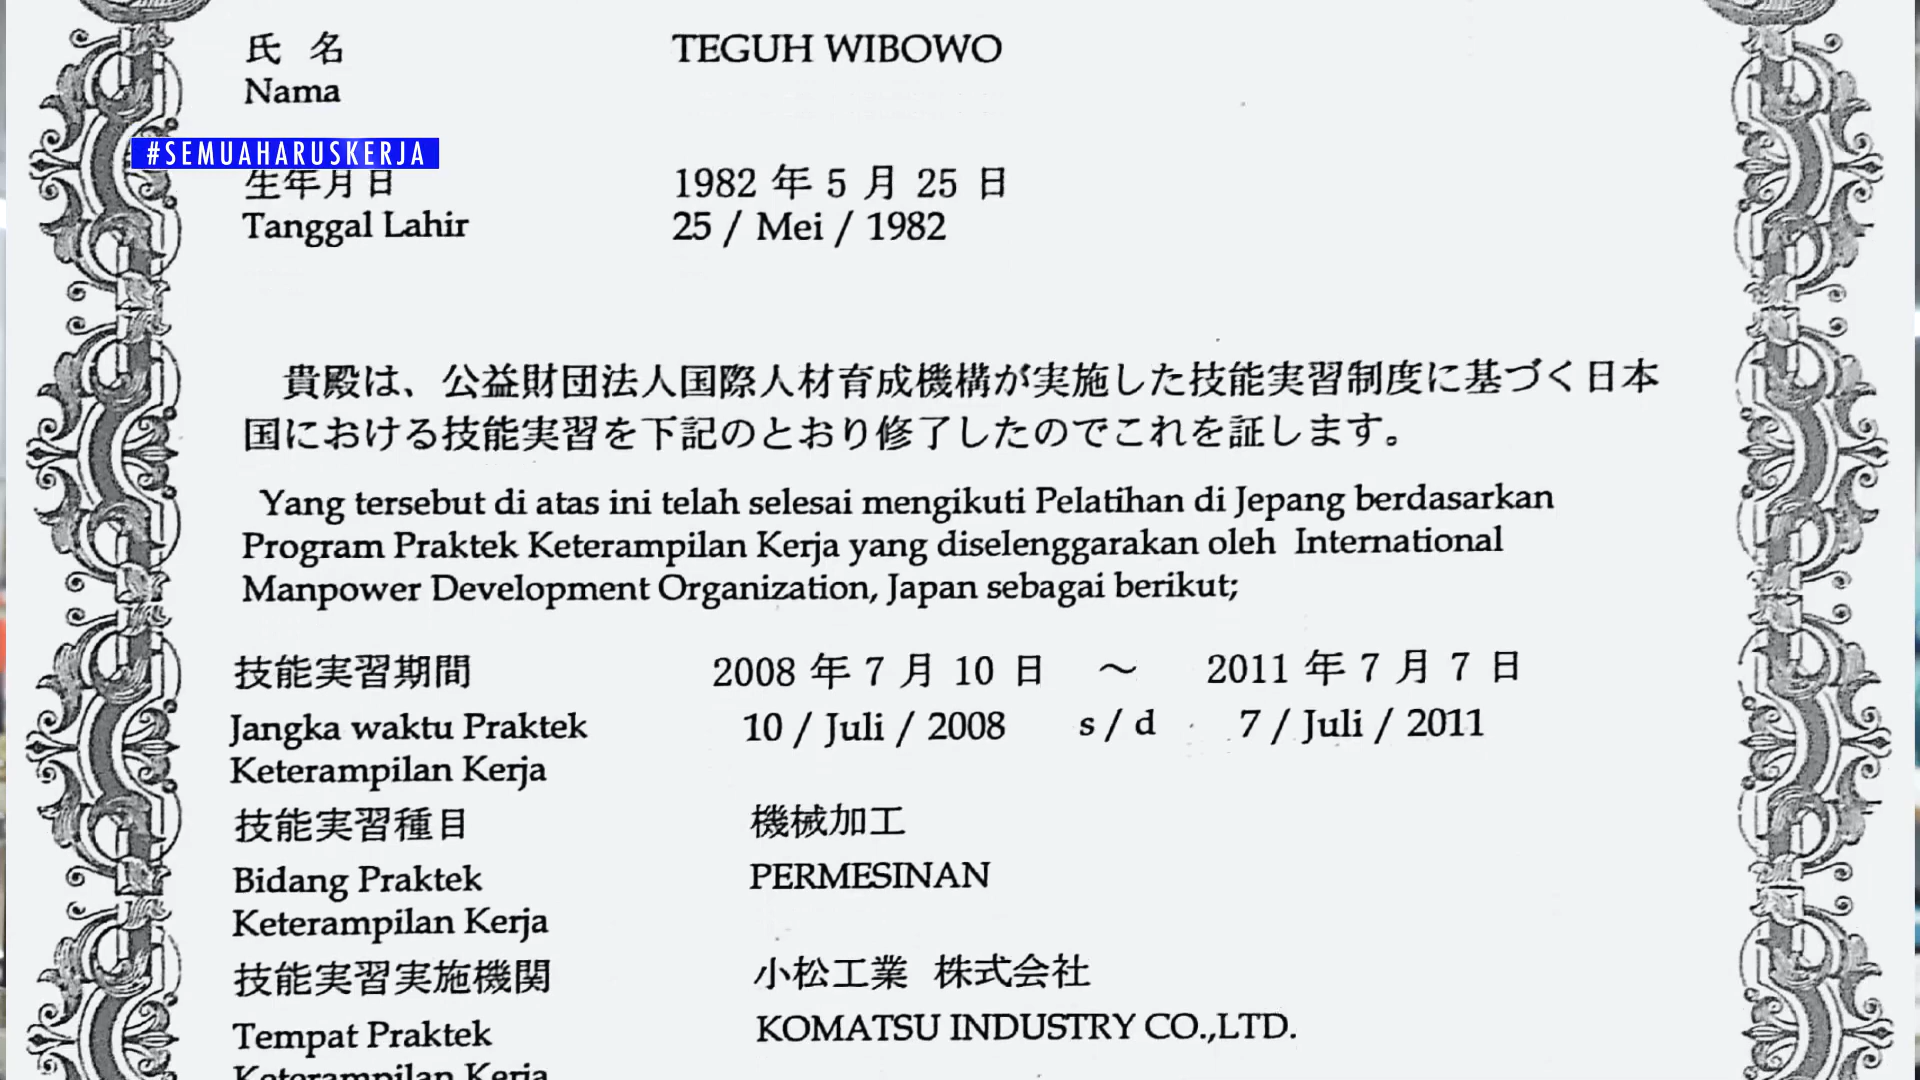 氏 名
TEGUH WIBOWO
Nama
#SEMUAHARUSKERJA
生年月日
1982 年 5 月 25 日
Tanggal Lahir
25 / Mei / 1982
貴殿は、公益財団法人国際人材育成機構が実施した技能実習制度に基づく日本
国における技能実習を下記のとおり修了したのでこれを証します。
Yang tersebut di atas ini telah selesai mengikuti Pelatihan di Jepang berdasarkan
Program Praktek Keterampilan Kerja yang diselenggarakan oleh International
Manpower Development Organization, Japan sebagai berikut;
技能実習期間
2008 年 7 月 10 日 ～ 2011 年 7 月 7 日
Jangka waktu Praktek
10 / Juli / 2008 s / d 7 / Juli / 2011
Keterampilan Kerja
技能実習種目
機械加工
Bidang Praktek
PERMESINAN
Keterampilan Kerja
技能実習実施機関
小松工業 株式会社
Tempat Praktek
KOMATSU INDUSTRY CO.,LTD.
Keterampilan Kerja